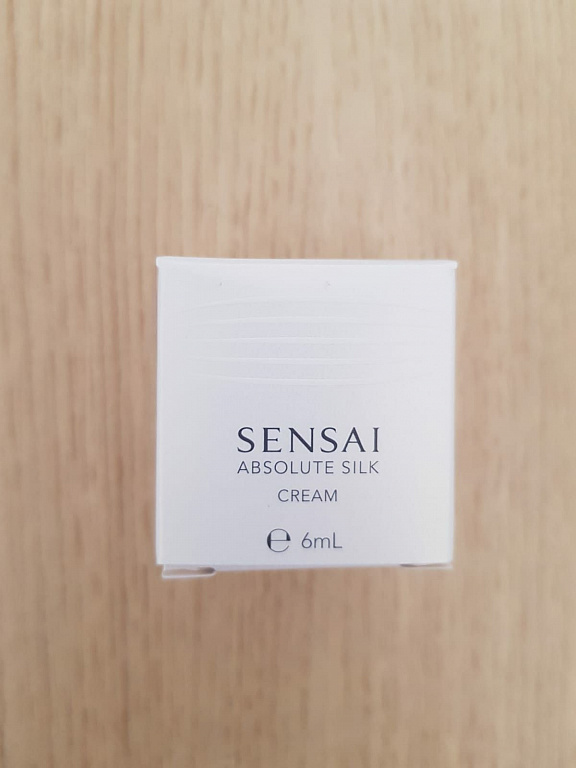 SENSAI
ABSOLUTE SILK
CREAM
℮ 6mL